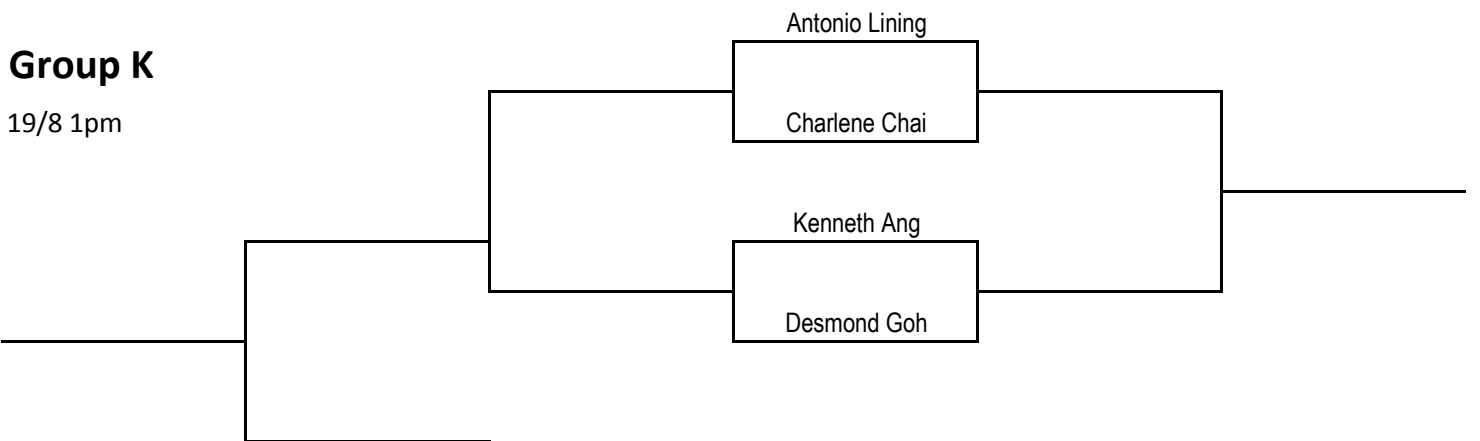 Group K
19/8 1pm
Antonio Lining
Charlene Chai
Kenneth Ang
Desmond Goh